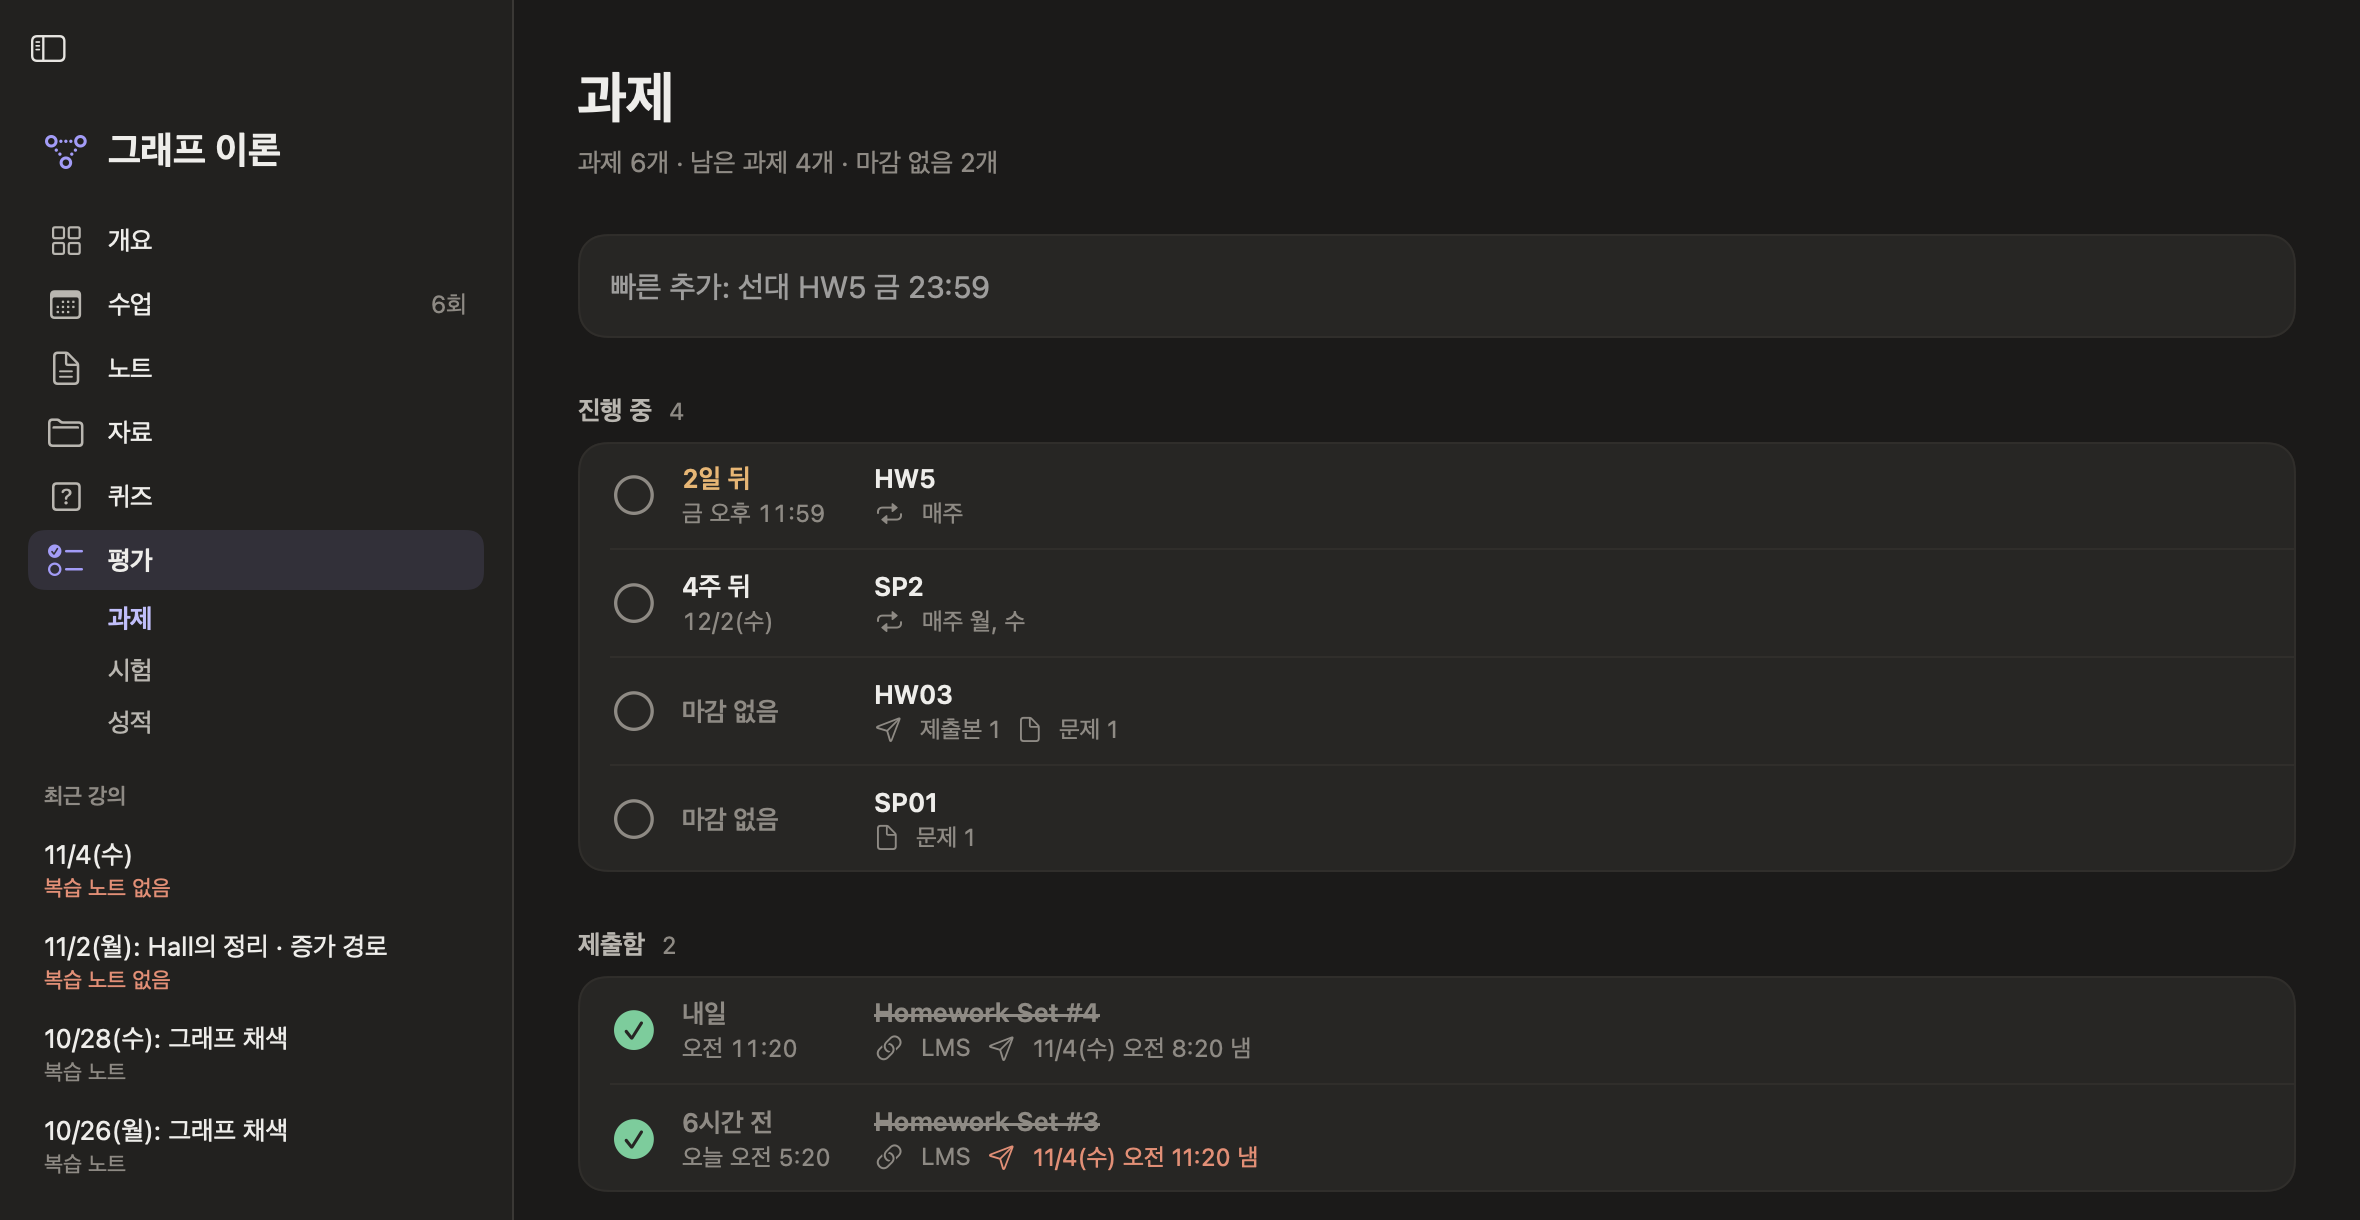 그래프 이론
개요
수업 6회
노트
자료
퀴즈
평가
과제
시험
성적
최근 강의
11/4(수)
복습 노트 없음
11/2(월): Hall의 정리 · 증가 경로
복습 노트 없음
10/28(수): 그래프 채색
복습 노트
10/26(월): 그래프 채색
복습 노트
과제
과제 6개 · 남은 과제 4개 · 마감 없음 2개
빠른 추가: 선대 HW5 금 23:59
진행 중 4
2일 뒤 HW5
금 오후 11:59 매주
4주 뒤 SP2
12/2(수) 매주 월, 수
마감 없음 HW03
제출본 1 문제 1
마감 없음 SP01
문제 1
제출함 2
내일 Homework Set #4
오전 11:20 LMS 11/4(수) 오전 8:20 냄
6시간 전 Homework Set #3
오늘 오전 5:20 LMS 11/4(수) 오전 11:20 냄